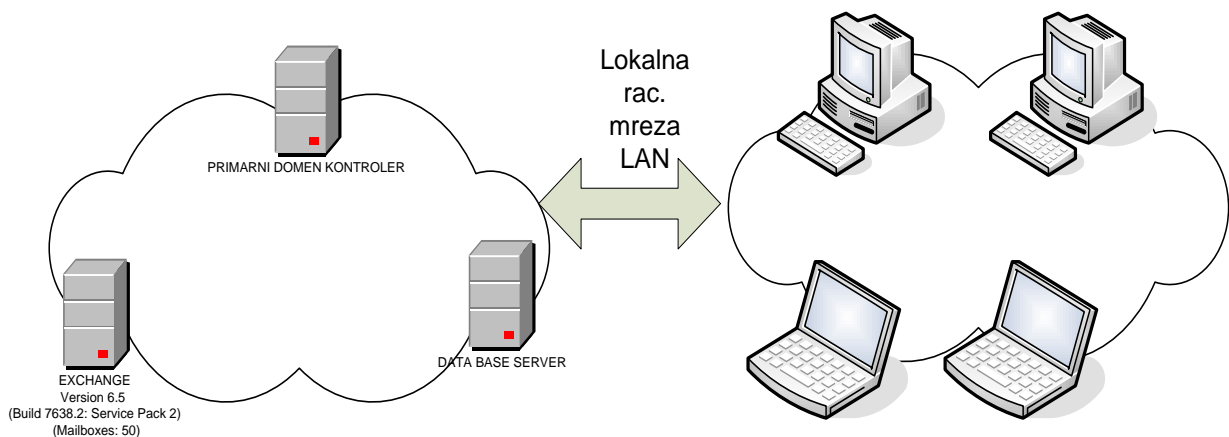 Lokalna
rac.
mreza
LAN
PRIMARNI DOMEN KONTROLER
DATA BASE SERVER
EXCHANGE
Version 6.5
(Build 7638.2: Service Pack 2)
(Mailboxes: 50)